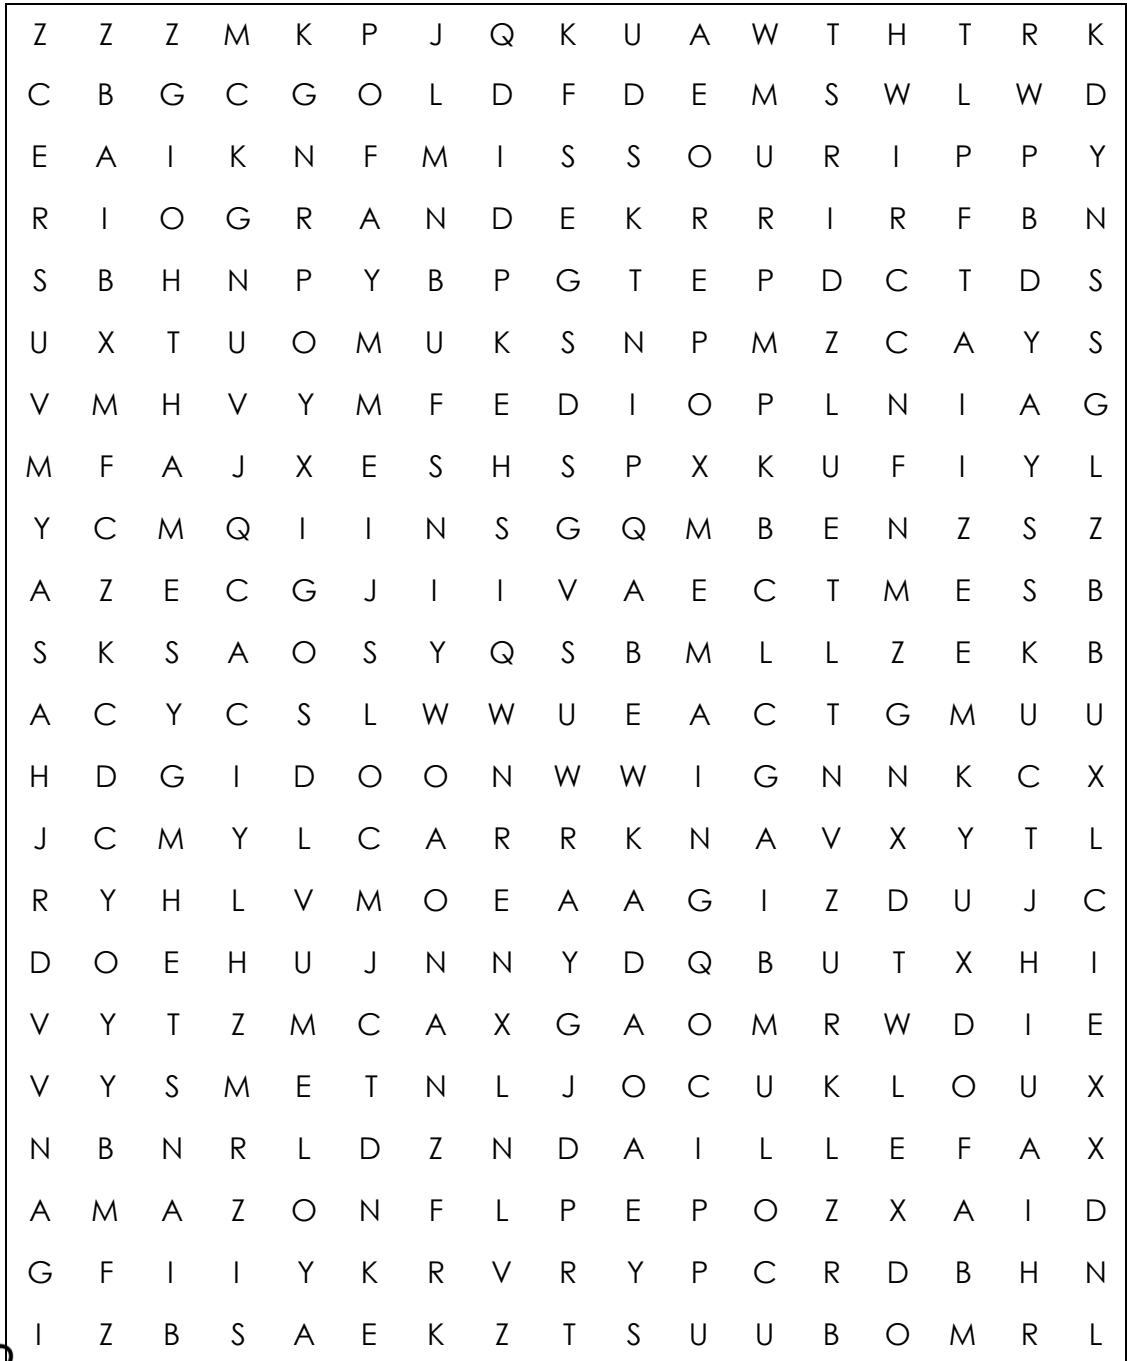 Z Z Z M K P J Q K U A W T H T R K
C B G C G O L D F D E M S W L W D
E A I K N F M I S S O U R I P P Y
R I O G R A N D E K R R I R F B N
S B H N P Y B P G T E P D C T D S
U X T U O M U K S N P M Z C A Y S
V M H V Y M F E D I O P L N I A G
M F A J X E S H S P X K U F I Y L
Y C M Q I I N S G Q M B E N Z S Z
A Z E C G J I I V A E C T M E S B
S K S A O S Y Q S B M L L Z E K B
A C Y C S L W W U E A C T G M U U
H D G I D O O N W W I G N N K C X
J C M Y L C A R R K N A V X Y T L
R Y H L V M O E A A G I Z D U J C
D O E H U J N N Y D Q B U T X H I
V Y T Z M C A X G A O M R W D I E
V Y S M E T N L J O C U K L O U X
N B N R L D Z N D A I L L E F A X
A M A Z O N F L P E P O Z X A I D
G F I I Y K R V R Y P C R D B H N
I Z B S A E K Z T S U U B O M R L